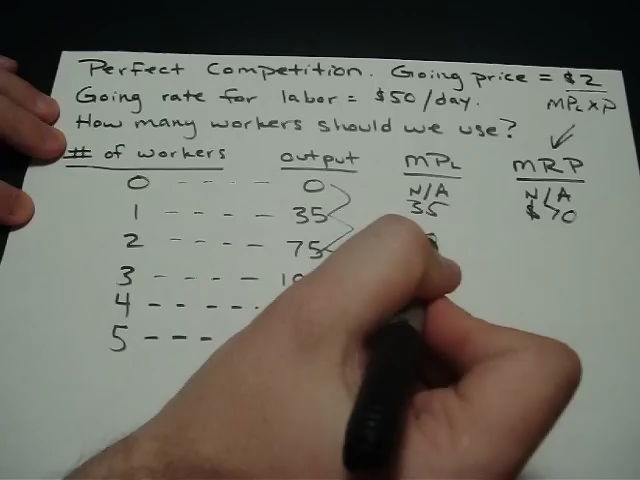 Perfect Competition. Going price = $2
Going rate for labor = $50/day. MPL XP
How many workers should we use?
# of workers output MPL MRP
0 - - - - 0 N/A N/A
1 - - - - 35 35 $70
2 - - - - 75
3 - - - -
4 - - - - -
5 - - -